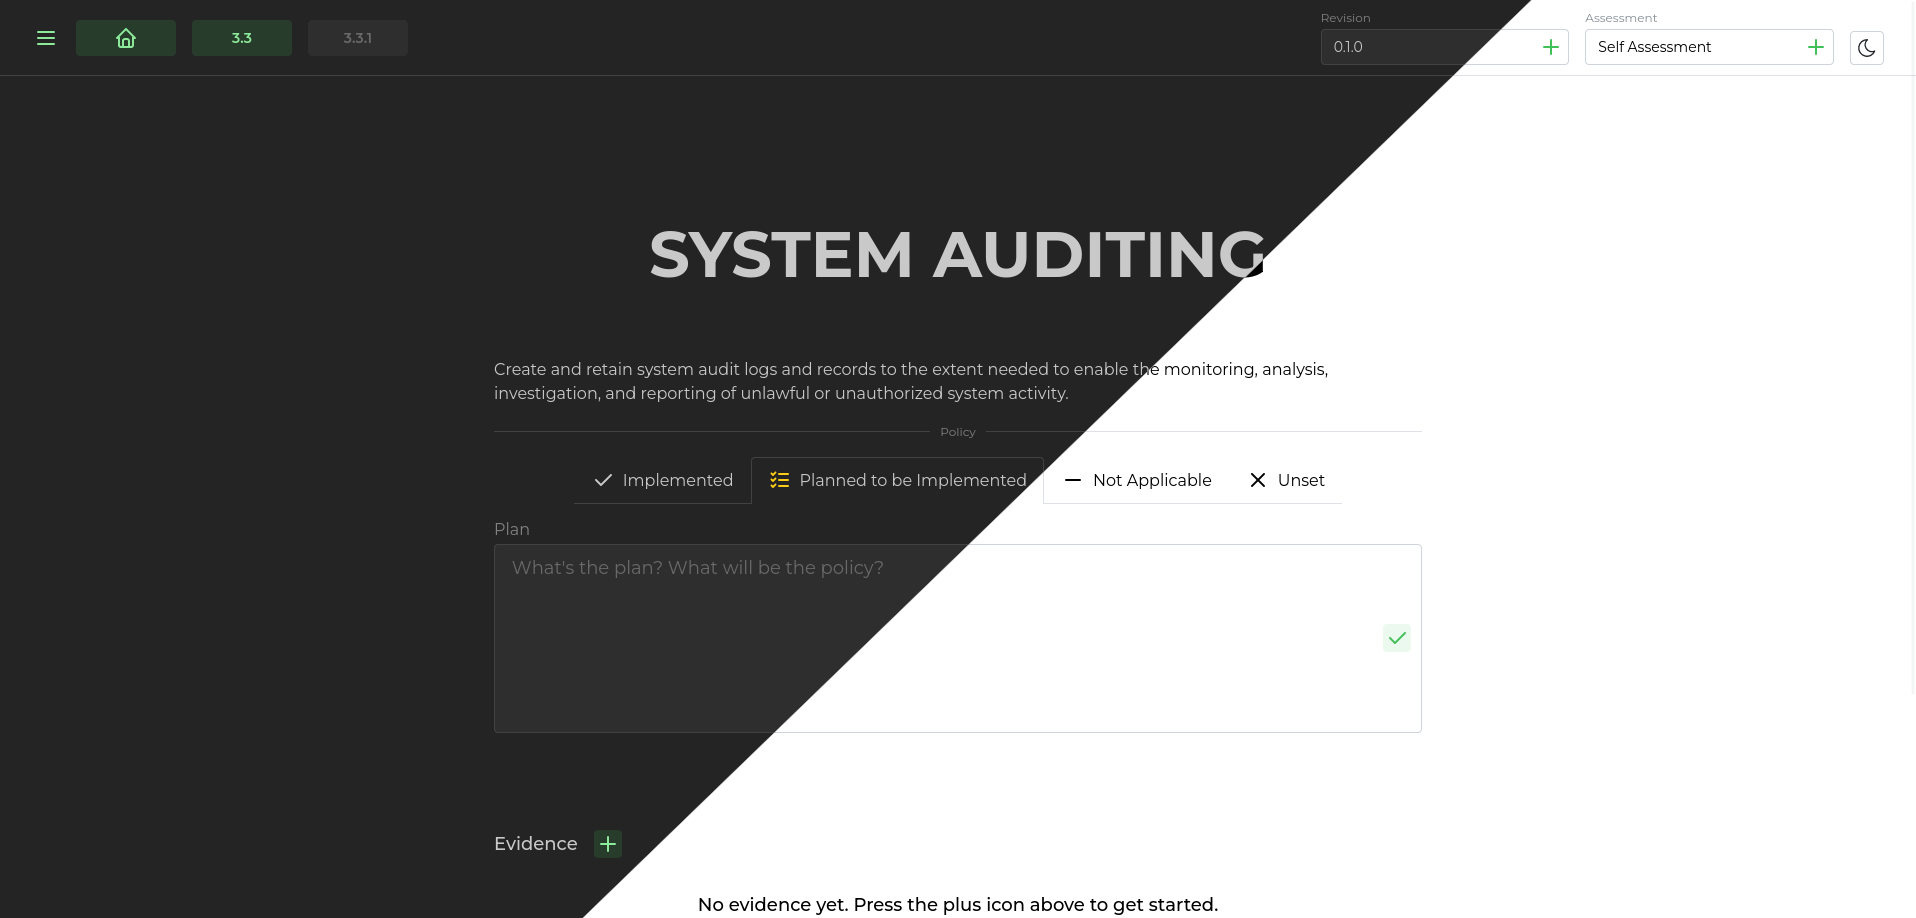 3.3
3.3.1
Revision
0.1.0
Assessment
Self Assessment
SYSTEM AUDITING
Create and retain system audit logs and records to the extent needed to enable the monitoring, analysis,
investigation, and reporting of unlawful or unauthorized system activity.
Policy
Implemented
Planned to be Implemented
Not Applicable
Unset
Plan
What's the plan? What will be the policy?
Evidence
No evidence yet. Press the plus icon above to get started.